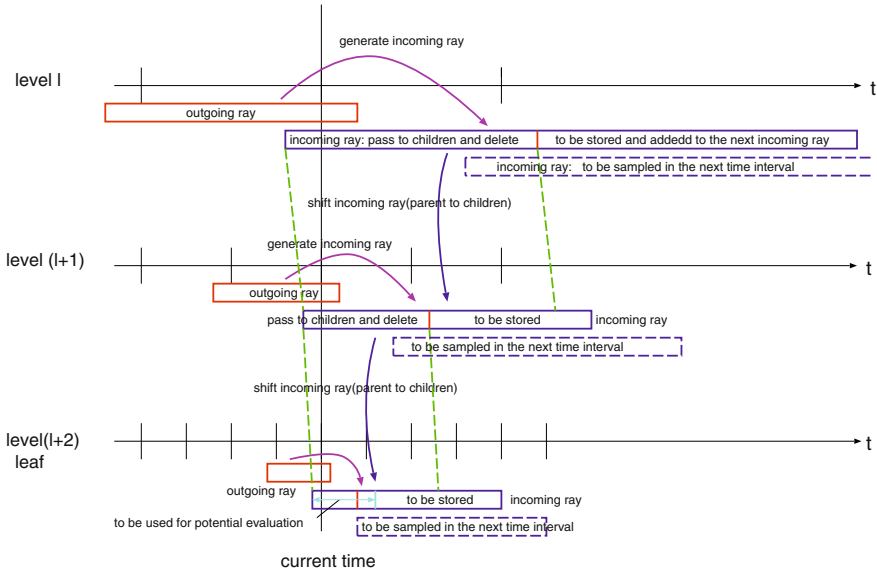 generate incoming ray
level l
t
outgoing ray
incoming ray: pass to children and delete
to be stored and addedd to the next incoming ray
incoming ray: to be sampled in the next time interval
shift incoming ray(parent to children)
generate incoming ray
level (l+1)
t
outgoing ray
pass to children and delete
to be stored
incoming ray
to be sampled in the next time interval
shift incoming ray(parent to children)
level(l+2)
leaf
t
outgoing ray
to be stored
incoming ray
to be used for potential evaluation
to be sampled in the next time interval
current time